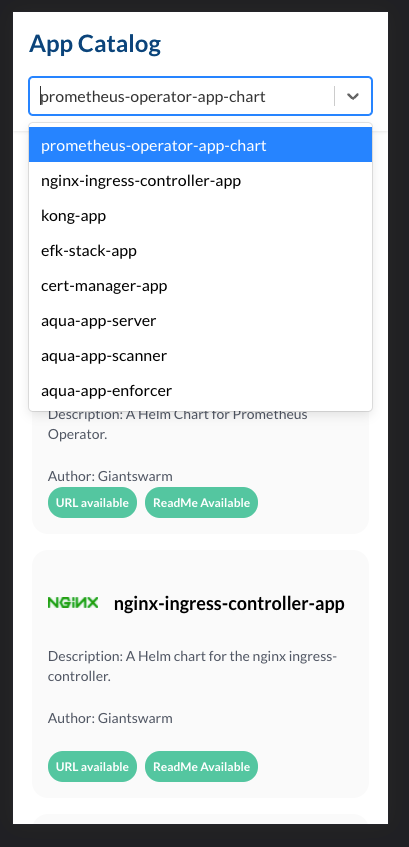 App Catalog
prometheus-operator-app-chart
prometheus-operator-app-chart
nginx-ingress-controller-app
kong-app
efk-stack-app
cert-manager-app
aqua-app-server
aqua-app-scanner
aqua-app-enforcer
Description: A Helm Chart for Prometheus
Operator.
Author: Giantswarm
URL available ReadMe Available
NGINX nginx-ingress-controller-app
Description: A Helm chart for the nginx ingress-
controller.
Author: Giantswarm
URL available ReadMe Available